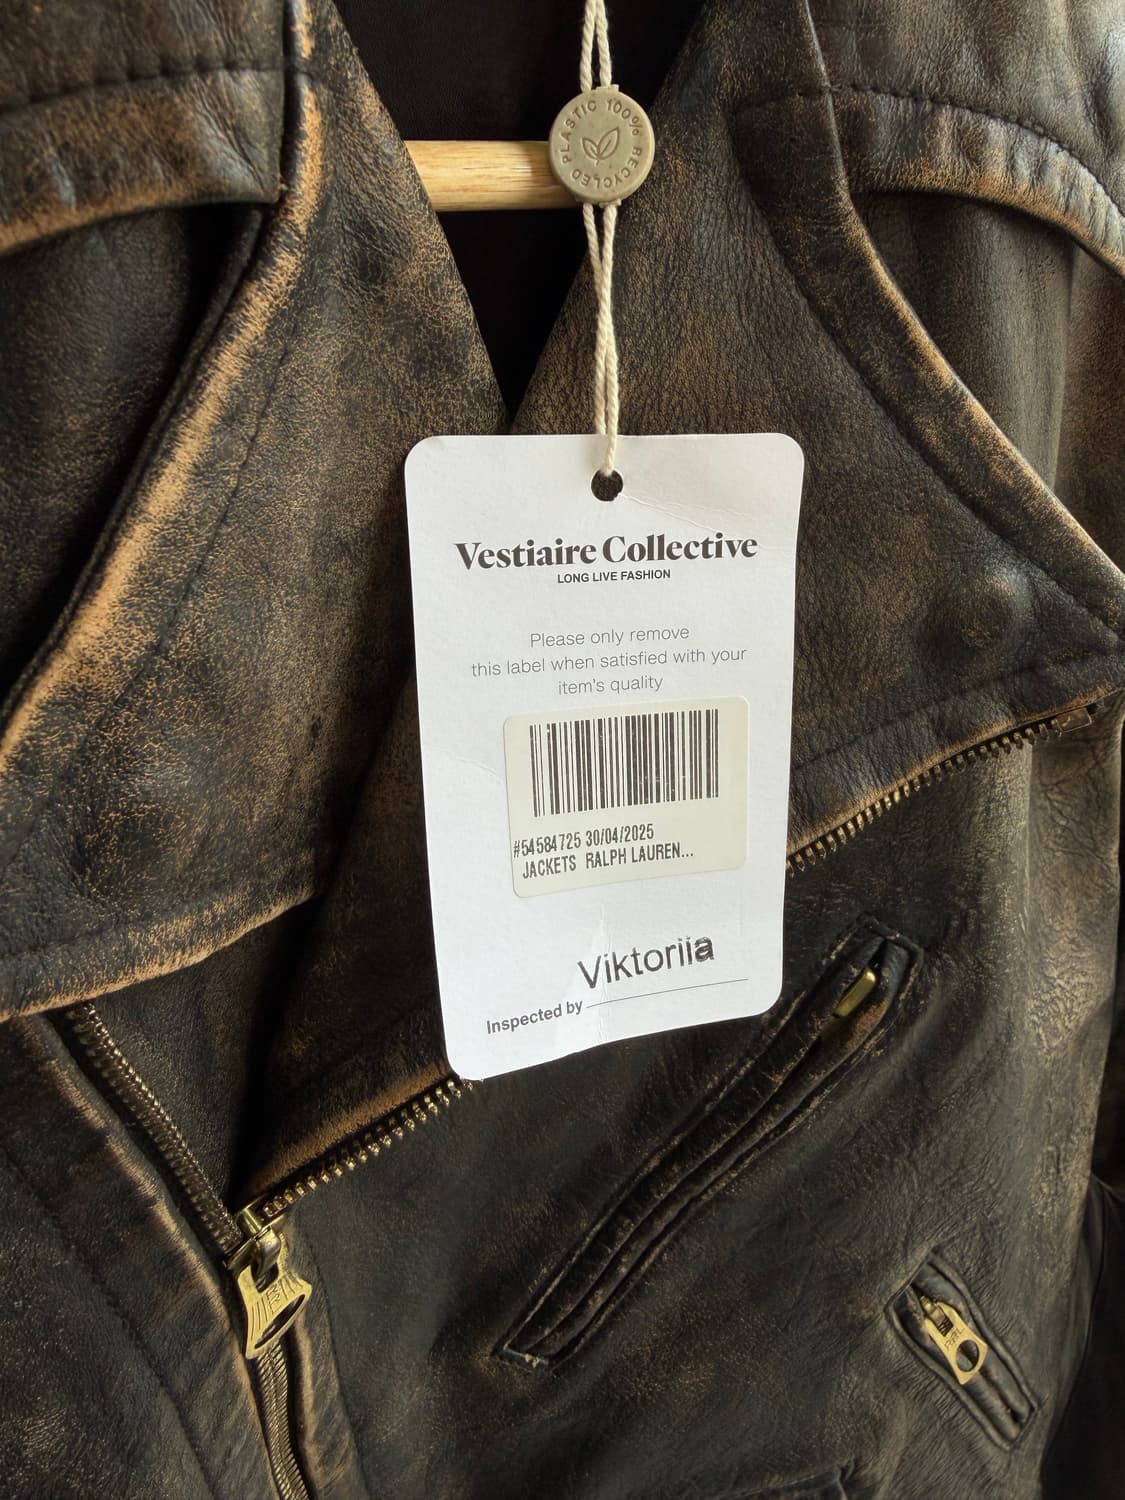 PLASTIC 100% RECYCLED
Vestiaire Collective
LONG LIVE FASHION
Please only remove
this label when satisfied with your
item's quality
#54584725 30/04/2025
JACKETS RALPH LAUREN...
Viktoriia
Inspected by